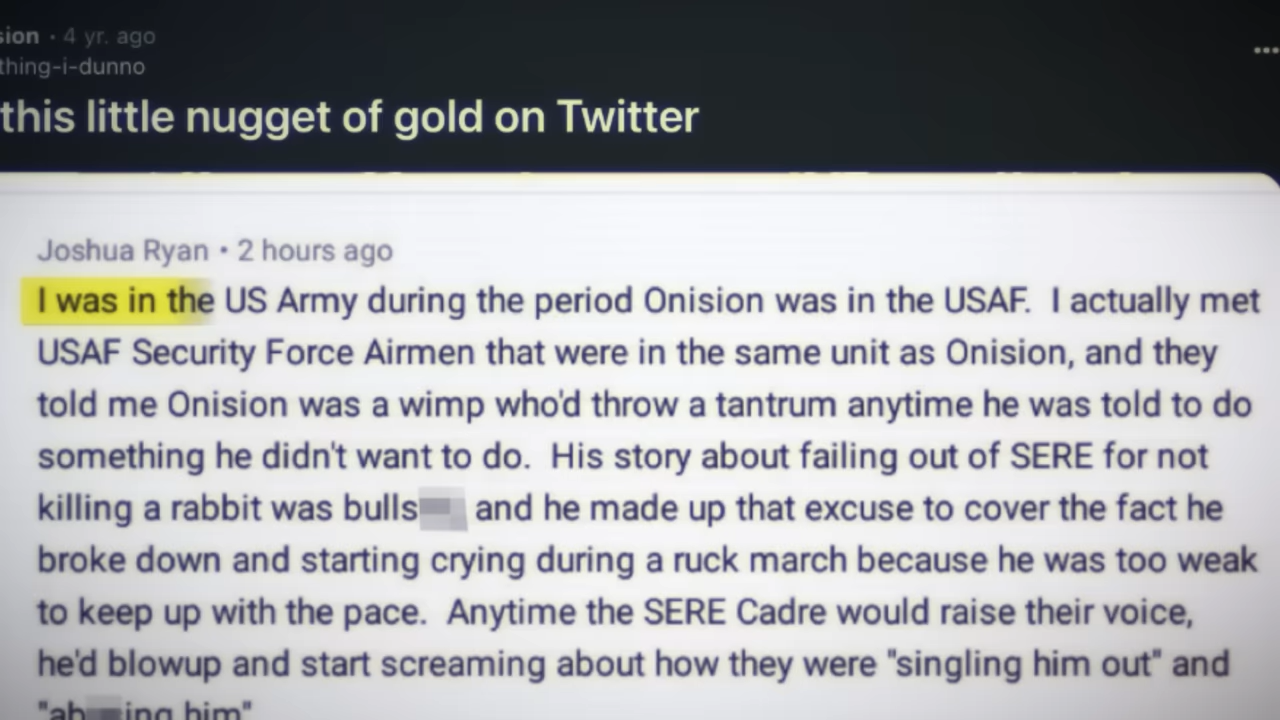 sion · 4 yr. ago
thing-i-dunno
this little nugget of gold on Twitter
Joshua Ryan · 2 hours ago
I was in the US Army during the period Onision was in the USAF. I actually met
USAF Security Force Airmen that were in the same unit as Onision, and they
told me Onision was a wimp who'd throw a tantrum anytime he was told to do
something he didn't want to do. His story about failing out of SERE for not
killing a rabbit was bulls and he made up that excuse to cover the fact he
broke down and starting crying during a ruck march because he was too weak
to keep up with the pace. Anytime the SERE Cadre would raise their voice,
he'd blowup and start screaming about how they were "singling him out" and
"ab ing him"